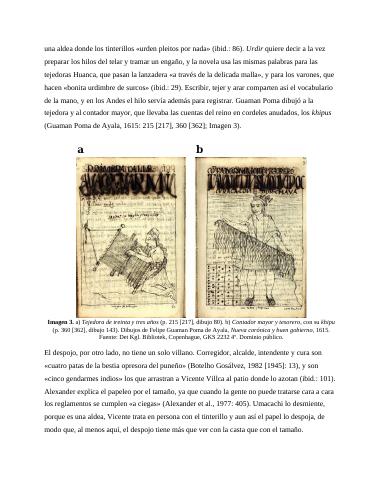 una aldea donde los tinterillos «urden pleitos por nada» (ibid.: 86). Urdir quiere decir a la vez
preparar los hilos del telar y tramar un engaño, y la novela usa las mismas palabras para las
tejedoras Huanca, que pasan la lanzadera «a través de la delicada malla», y para los varones, que
hacen «bonita urdimbre de surcos» (ibid.: 29). Escribir, tejer y arar comparten así el vocabulario
de la mano, y en los Andes el hilo servía además para registrar. Guaman Poma dibujó a la
tejedora y al contador mayor, que llevaba las cuentas del reino en cordeles anudados, los khipus
(Guaman Poma de Ayala, 1615: 215 [217], 360 [362]; Imagen 3).
a
b
Imagen 3. a) Tejedora de treinta y tres años (p. 215 [217], dibujo 80). b) Contador mayor y tesorero, con su khipu
(p. 360 [362], dibujo 143). Dibujos de Felipe Guaman Poma de Ayala, Nueva corónica y buen gobierno, 1615.
Fuente: Det Kgl. Bibliotek, Copenhague, GKS 2232 4º. Dominio público.
El despojo, por otro lado, no tiene un solo villano. Corregidor, alcalde, intendente y cura son
«cuatro patas de la bestia opresora del puneño» (Botelho Gosálvez, 1982 [1945]: 13), y son
«cinco gendarmes indios» los que arrastran a Vicente Villca al patio donde lo azotan (ibid.: 101).
Alexander explica el papeleo por el tamaño, ya que cuando la gente no puede tratarse cara a cara
los reglamentos se cumplen «a ciegas» (Alexander et al., 1977: 405). Umacachi lo desmiente,
porque es una aldea, Vicente trata en persona con el tinterillo y aun así el papel lo despoja, de
modo que, al menos aquí, el despojo tiene más que ver con la casta que con el tamaño.